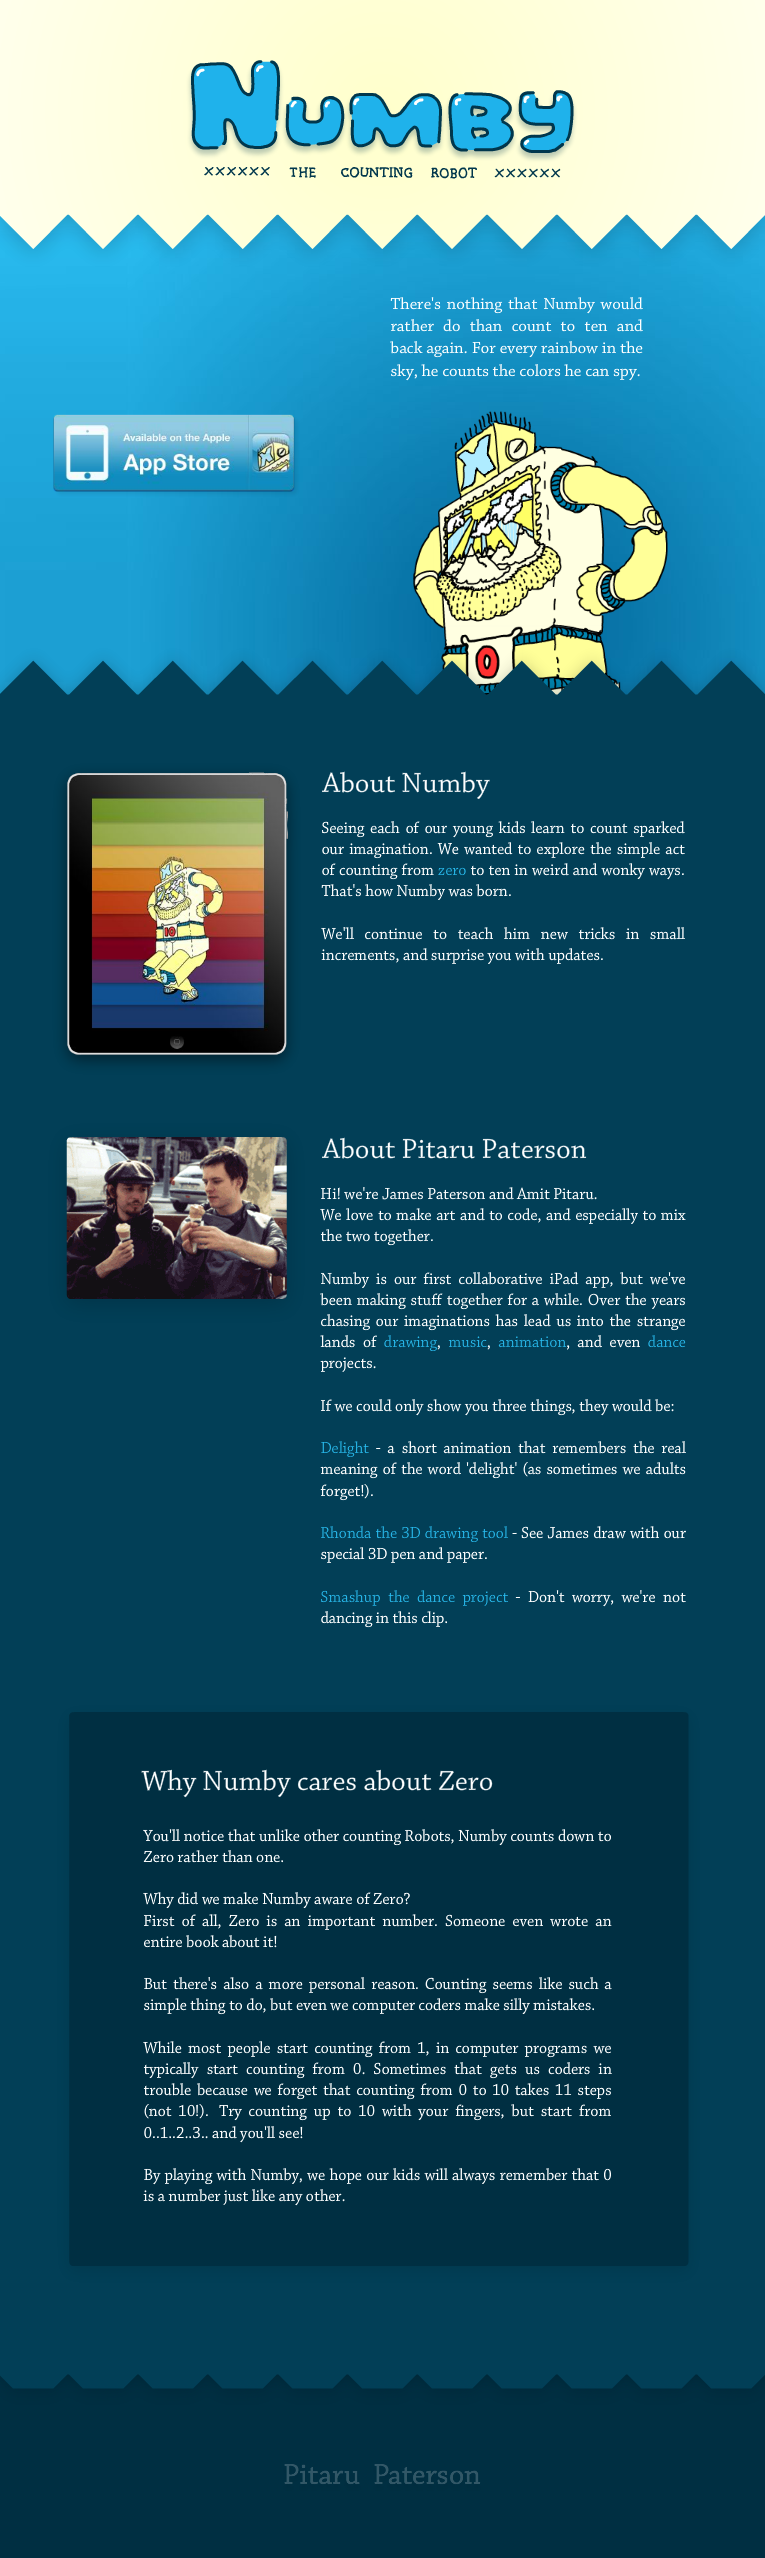 NUMBY
×××××× THE COUNTING ROBOT ××××××
There's nothing that Numby would
rather do than count to ten and
back again. For every rainbow in the
sky, he counts the colors he can spy.
Available on the Apple
App Store
0
About Numby
Seeing each of our young kids learn to count sparked
our imagination. We wanted to explore the simple act
of counting from zero to ten in weird and wonky ways.
That's how Numby was born.
We'll continue to teach him new tricks in small
increments, and surprise you with updates.
10
About Pitaru Paterson
Hi! we're James Paterson and Amit Pitaru.
We love to make art and to code, and especially to mix
the two together.
Numby is our first collaborative iPad app, but we've
been making stuff together for a while. Over the years
chasing our imaginations has lead us into the strange
lands of drawing, music, animation, and even dance
projects.
If we could only show you three things, they would be:
Delight - a short animation that remembers the real
meaning of the word 'delight' (as sometimes we adults
forget!).
Rhonda the 3D drawing tool - See James draw with our
special 3D pen and paper.
Smashup the dance project - Don't worry, we're not
dancing in this clip.
Why Numby cares about Zero
You'll notice that unlike other counting Robots, Numby counts down to
Zero rather than one.
Why did we make Numby aware of Zero?
First of all, Zero is an important number. Someone even wrote an
entire book about it!
But there's also a more personal reason. Counting seems like such a
simple thing to do, but even we computer coders make silly mistakes.
While most people start counting from 1, in computer programs we
typically start counting from 0. Sometimes that gets us coders in
trouble because we forget that counting from 0 to 10 takes 11 steps
(not 10!). Try counting up to 10 with your fingers, but start from
0..1..2..3.. and you'll see!
By playing with Numby, we hope our kids will always remember that 0
is a number just like any other.
Pitaru Paterson